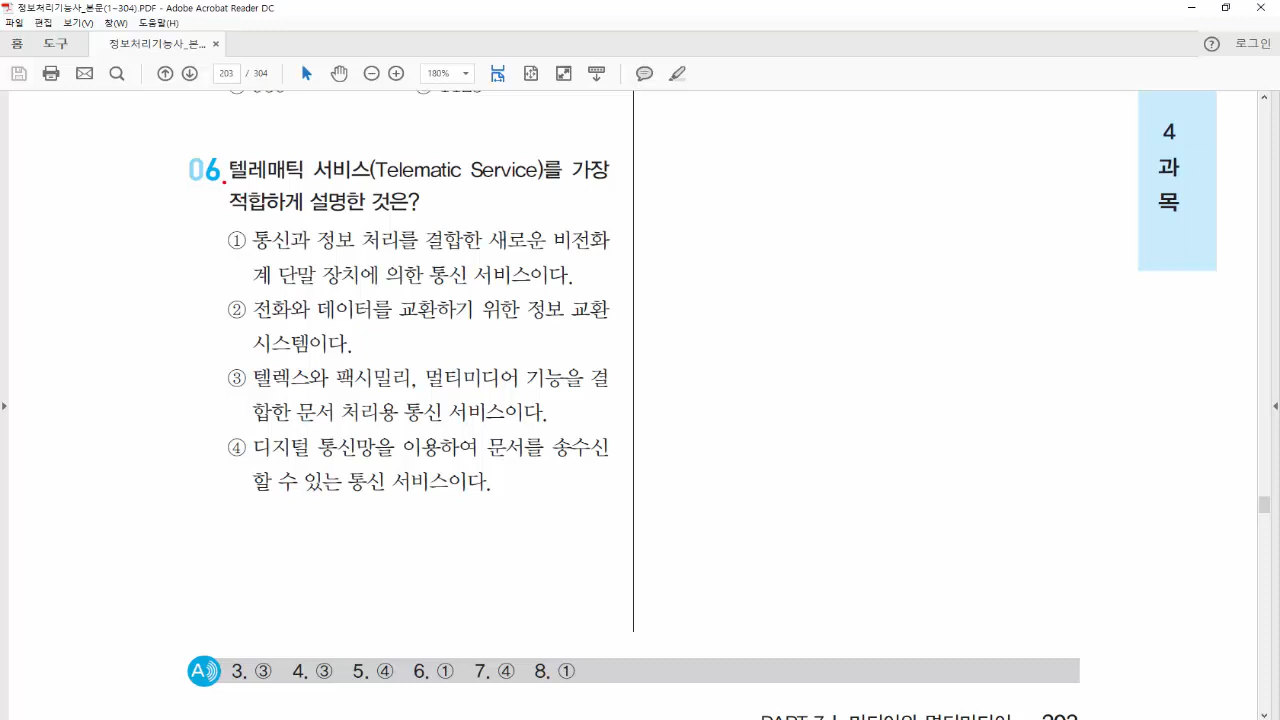 정보처리기능사_본문(1~304).PDF - Adobe Acrobat Reader DC
파일 편집 보기(V) 창(W) 도움말(H)
홈 도구 정보처리기능사_본... × 로그인
203 / 304 180%
06. 텔레매틱 서비스(Telematic Service)를 가장
적합하게 설명한 것은?
① 통신과 정보 처리를 결합한 새로운 비전화
계 단말 장치에 의한 통신 서비스이다.
② 전화와 데이터를 교환하기 위한 정보 교환
시스템이다.
③ 텔렉스와 팩시밀리, 멀티미디어 기능을 결
합한 문서 처리용 통신 서비스이다.
④ 디지털 통신망을 이용하여 문서를 송수신
할 수 있는 통신 서비스이다.
4
과
목
A 3. ③ 4. ③ 5. ④ 6. ① 7. ④ 8. ①